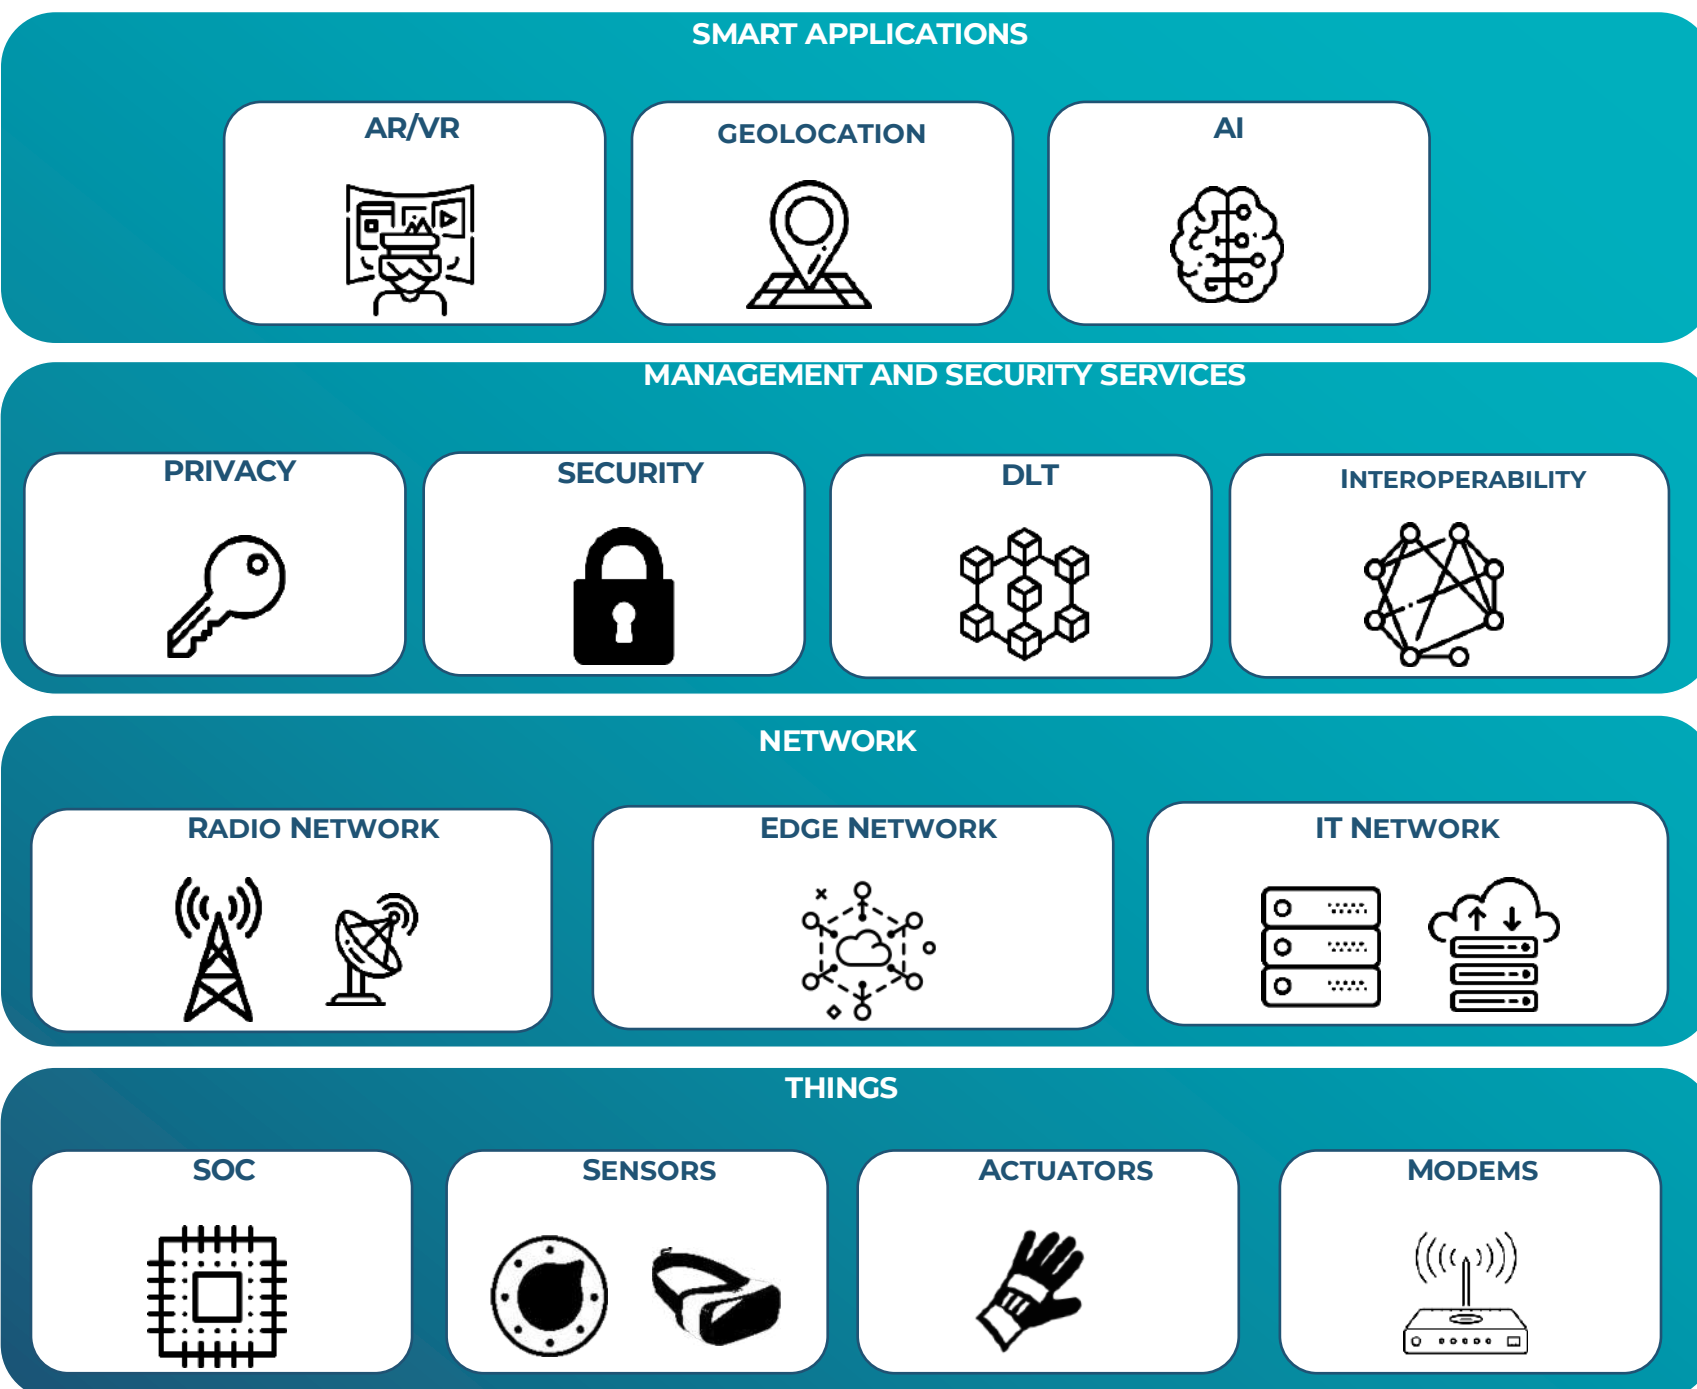 SMART APPLICATIONS
AR/VR
GEOLOCATION
AI
MANAGEMENT AND SECURITY SERVICES
PRIVACY
SECURITY
DLT
INTEROPERABILITY
NETWORK
RADIO NETWORK
EDGE NETWORK
IT NETWORK
THINGS
SOC
SENSORS
ACTUATORS
MODEMS